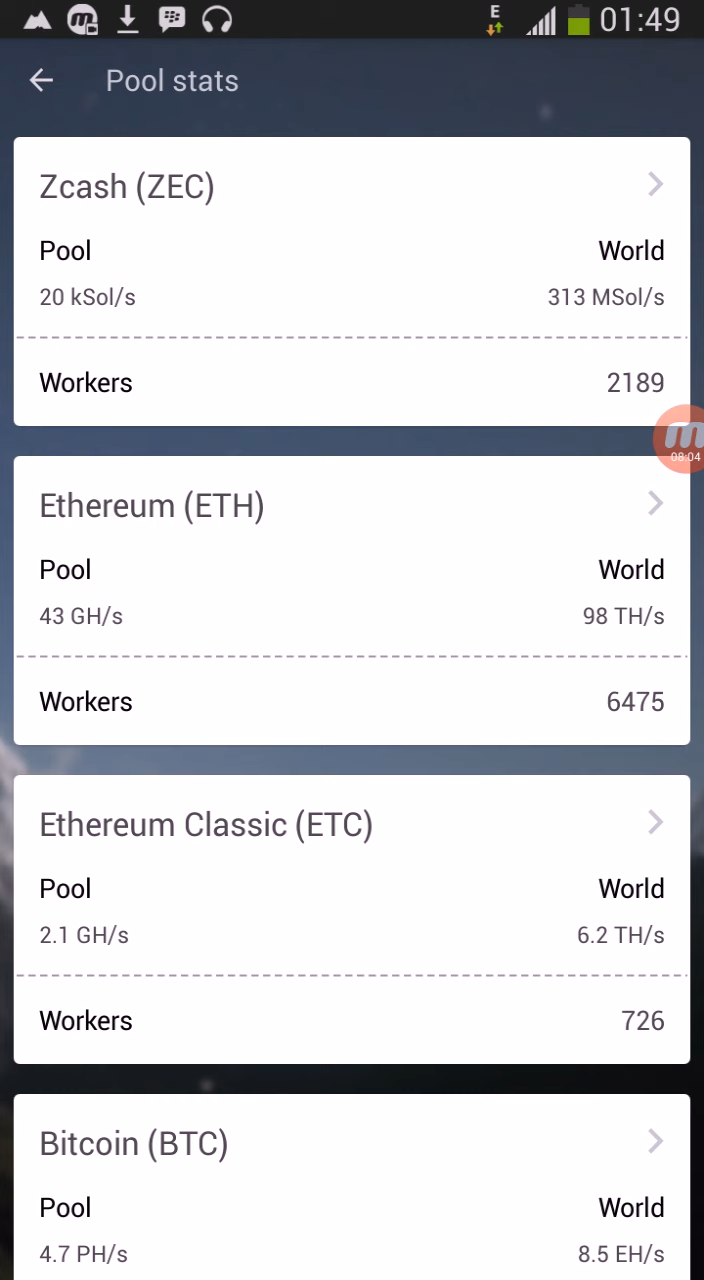 E 01:49
Pool stats
Zcash (ZEC)
Pool World
20 kSol/s 313 MSol/s
Workers 2189
08:04
Ethereum (ETH)
Pool World
43 GH/s 98 TH/s
Workers 6475
Ethereum Classic (ETC)
Pool World
2.1 GH/s 6.2 TH/s
Workers 726
Bitcoin (BTC)
Pool World
4.7 PH/s 8.5 EH/s